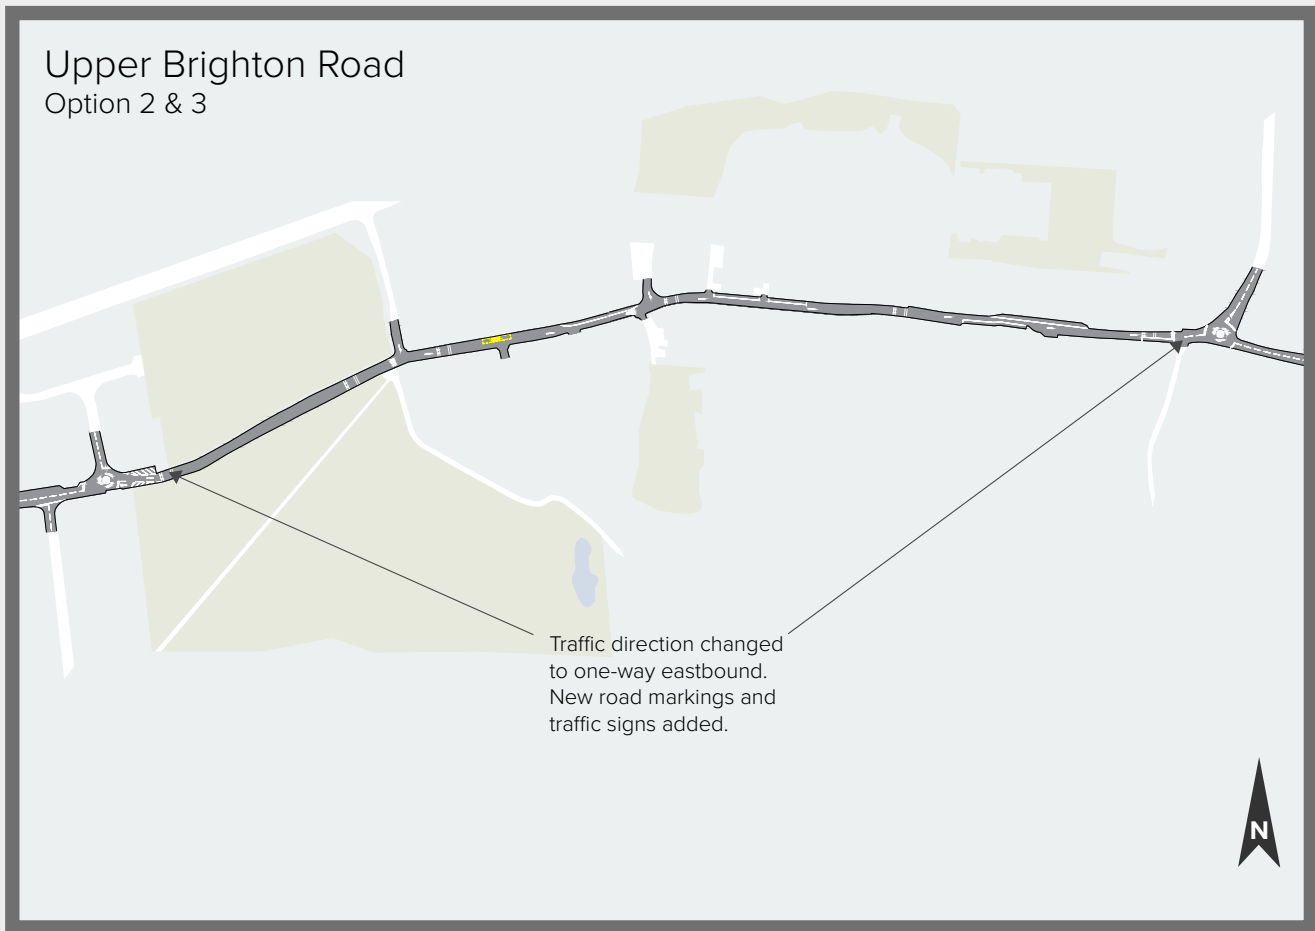 Upper Brighton Road
Option 2 & 3
Traffic direction changed
to one-way eastbound.
New road markings and
traffic signs added.
N